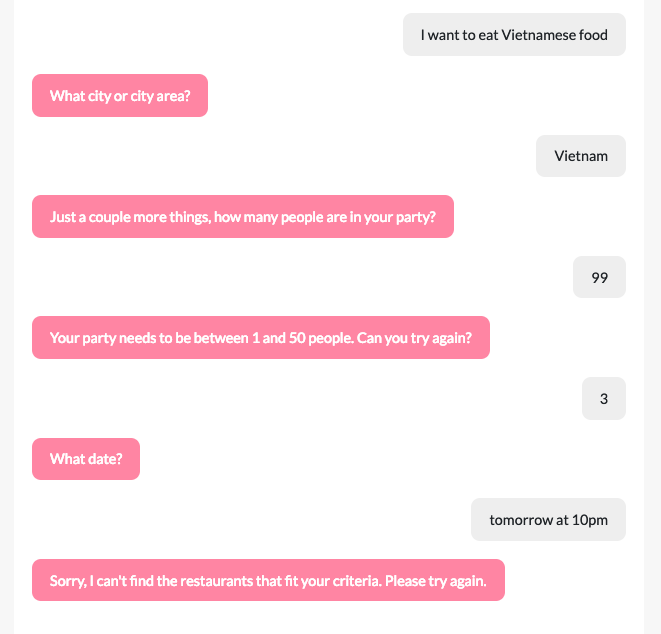 I want to eat Vietnamese food
What city or city area?
Vietnam
Just a couple more things, how many people are in your party?
99
Your party needs to be between 1 and 50 people. Can you try again?
3
What date?
tomorrow at 10pm
Sorry, I can't find the restaurants that fit your criteria. Please try again.